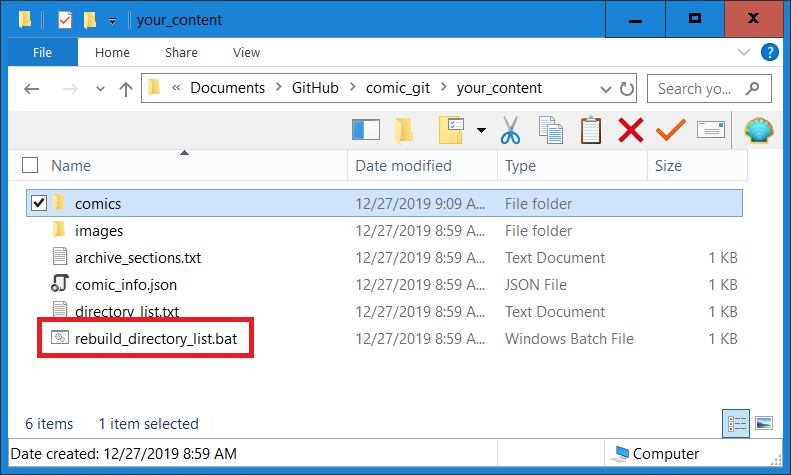 your_content
File Home Share View
« Documents GitHub comic_git your_content Search yo...
Name Date modified Type Size
comics 12/27/2019 9:09 A... File folder
images 12/27/2019 8:59 A... File folder
archive_sections.txt 12/27/2019 8:59 A... Text Document 1 KB
comic_info.json 12/27/2019 8:59 A... JSON File 1 KB
directory_list.txt 12/27/2019 8:59 A... Text Document 1 KB
rebuild_directory_list.bat 12/27/2019 8:59 A... Windows Batch File 1 KB
6 items 1 item selected
Date created: 12/27/2019 8:59 AM Computer